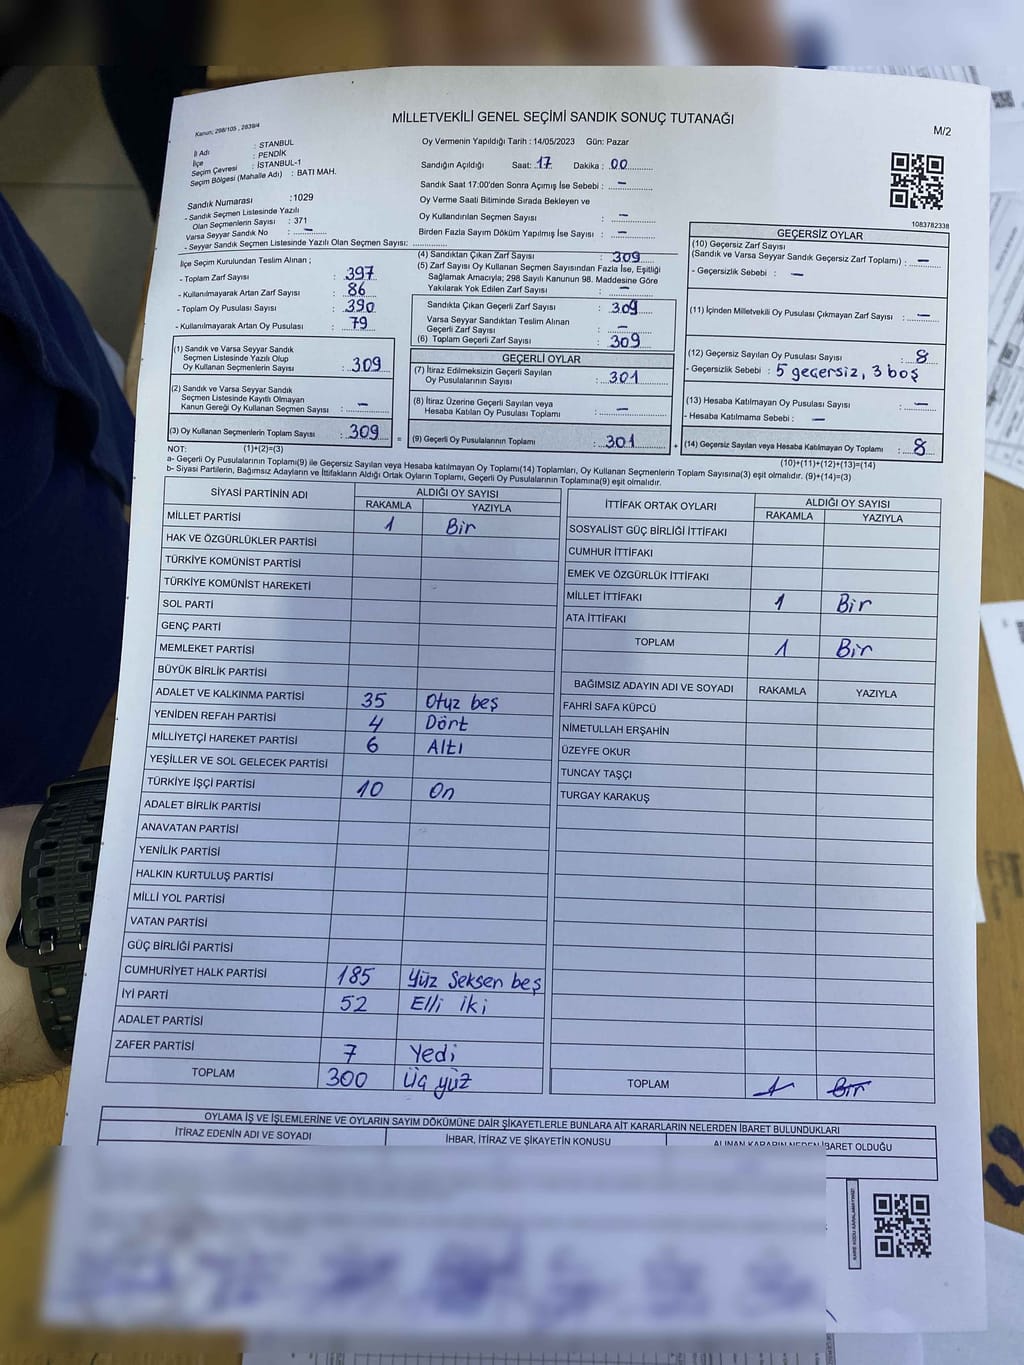 MİLLETVEKİLİ GENEL SEÇİMİ SANDIK SONUÇ TUTANAĞI
Kanun; 298/105 , 2839/4
M/2
İl Adı : İSTANBUL
İlçe : PENDİK
Seçim Çevresi : İSTANBUL-1
Seçim Bölgesi (Mahalle Adı) : BATI MAH.
Sandık Numarası : 1029
- Sandık Seçmen Listesinde Yazılı
Olan Seçmenlerin Sayısı : 371
Varsa Seyyar Sandık No : –
- Seyyar Sandık Seçmen Listesinde Yazılı Olan Seçmen Sayısı:
Oy Vermenin Yapıldığı Tarih : 14/05/2023 Gün: Pazar
Sandığın Açıldığı Saat: 17 Dakika : 00
Sandık Saat 17:00'den Sonra Açımış İse Sebebi : –
Oy Verme Saati Bitiminde Sırada Bekleyen ve
Oy Kullandırılan Seçmen Sayısı : –
Birden Fazla Sayım Döküm Yapılmış İse Sayısı : –
1083782338
İlçe Seçim Kurulundan Teslim Alınan ;
- Toplam Zarf Sayısı : 397
- Kullanılmayarak Artan Zarf Sayısı : 86
- Toplam Oy Pusulası Sayısı : 390
- Kullanılmayarak Artan Oy Pusulası : 79
(1) Sandık ve Varsa Seyyar Sandık
Seçmen Listesinde Yazılı Olup
Oy Kullanan Seçmenlerin Sayısı : 309
(2) Sandık ve Varsa Seyyar Sandık
Seçmen Listesinde Kayıtlı Olmayan
Kanun Gereği Oy Kullanan Seçmen Sayısı : –
(3) Oy Kullanan Seçmenlerin Toplam Sayısı : 309 =
(1)+(2)=(3)
(4) Sandıktan Çıkan Zarf Sayısı : 309
(5) Zarf Sayısı Oy Kullanan Seçmen Sayısından Fazla İse, Eşitliği
Sağlamak Amacıyla; 298 Sayılı Kanunun 98. Maddesine Göre
Yakılarak Yok Edilen Zarf Sayısı : –
Sandıkta Çıkan Geçerli Zarf Sayısı : 309
Varsa Seyyar Sandıktan Teslim Alınan
Geçerli Zarf Sayısı : –
(6) Toplam Geçerli Zarf Sayısı : 309
GEÇERLİ OYLAR
(7) İtiraz Edilmeksizin Geçerli Sayılan
Oy Pusulalarının Sayısı : 301
(8) İtiraz Üzerine Geçerli Sayılan veya
Hesaba Katılan Oy Pusulası Toplamı : –
(9) Geçerli Oy Pusulalarının Toplamı : 301 +
GEÇERSİZ OYLAR
(10) Geçersiz Zarf Sayısı
(Sandık ve Varsa Sandık Geçersiz Zarf Toplamı) : –
- Geçersizlik Sebebi : –
(11) İçinden Milletvekili Oy Pusulası Çıkmayan Zarf Sayısı : –
(12) Geçersiz Sayılan Oy Pusulası Sayısı : 8
- Geçersizlik Sebebi : 5 geçersiz, 3 boş
(13) Hesaba Katılmayan Oy Pusulası Sayısı : –
- Hesaba Katılmama Sebebi : –
(14) Geçersiz Sayılan veya Hesaba Katılmayan Oy Toplamı : 8
(10)+(11)+(12)+(13)=(14)
NOT:
a- Geçerli Oy Pusulalarının Toplamı(9) ile Geçersiz Sayılan veya Hesaba katılmayan Oy Toplamı(14) Toplamları, Oy Kullanan Seçmenlerin Toplam Sayısına(3) eşit olmalıdır. (9)+(14)=(3)
b- Siyasi Partilerin, Bağımsız Adayların ve İttifakların Aldığı Ortak Oyların Toplamı, Geçerli Oy Pusulalarının Toplamına(9) eşit olmalıdır.
SİYASİ PARTİNİN ADI ALDIĞI OY SAYISI
RAKAMLA YAZIYLA
MİLLET PARTİSİ 1 Bir
HAK VE ÖZGÜRLÜKLER PARTİSİ
TÜRKİYE KOMÜNİST PARTİSİ
TÜRKİYE KOMÜNİST HAREKETİ
SOL PARTİ
GENÇ PARTİ
MEMLEKET PARTİSİ
BÜYÜK BİRLİK PARTİSİ
ADALET VE KALKINMA PARTİSİ 35 Otuz beş
YENİDEN REFAH PARTİSİ 4 Dört
MİLLİYETÇİ HAREKET PARTİSİ 6 Altı
YEŞİLLER VE SOL GELECEK PARTİSİ
TÜRKİYE İŞÇİ PARTİSİ 10 On
ADALET BİRLİK PARTİSİ
ANAVATAN PARTİSİ
YENİLİK PARTİSİ
HALKIN KURTULUŞ PARTİSİ
MİLLİ YOL PARTİSİ
VATAN PARTİSİ
GÜÇ BİRLİĞİ PARTİSİ
CUMHURİYET HALK PARTİSİ 185 Yüz Seksen beş
İYİ PARTİ 52 Elli iki
ADALET PARTİSİ
ZAFER PARTİSİ 7 Yedi
TOPLAM 300 Üç yüz
İTTİFAK ORTAK OYLARI ALDIĞI OY SAYISI
RAKAMLA YAZIYLA
SOSYALİST GÜÇ BİRLİĞİ İTTİFAKI
CUMHUR İTTİFAKI
EMEK VE ÖZGÜRLÜK İTTİFAKI
MİLLET İTTİFAKI 1 Bir
ATA İTTİFAKI
TOPLAM 1 Bir
BAĞIMSIZ ADAYIN ADI VE SOYADI RAKAMLA YAZIYLA
FAHRİ SAFA KÜPCÜ
NİMETULLAH ERŞAHİN
ÜZEYFE OKUR
TUNCAY TAŞÇI
TURGAY KARAKUŞ
TOPLAM 1 Bir
OYLAMA İŞ VE İŞLEMLERİNE VE OYLARIN SAYIM DÖKÜMÜNE DAİR ŞİKAYETLERLE BUNLARA AİT KARARLARIN NELERDEN İBARET BULUNDUKLARI
İTİRAZ EDENİN ADI VE SOYADI İHBAR, İTİRAZ VE ŞİKAYETİN KONUSU ALINAN KARARIN NEDEN İBARET OLDUĞU